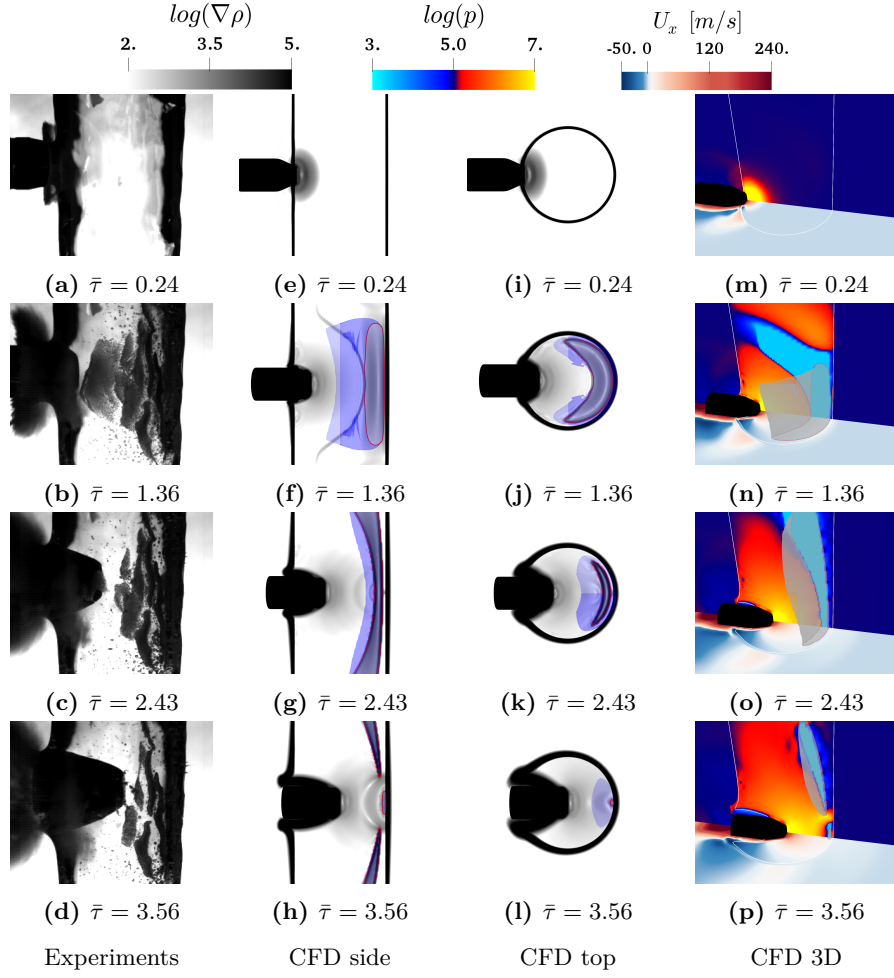 log(∇ρ) log(p) U_x [m/s]
2. 3.5 5. 3. 5.0 7. -50. 0 120 240.
(a) τ̄ = 0.24 (e) τ̄ = 0.24 (i) τ̄ = 0.24 (m) τ̄ = 0.24
(b) τ̄ = 1.36 (f) τ̄ = 1.36 (j) τ̄ = 1.36 (n) τ̄ = 1.36
(c) τ̄ = 2.43 (g) τ̄ = 2.43 (k) τ̄ = 2.43 (o) τ̄ = 2.43
(d) τ̄ = 3.56 (h) τ̄ = 3.56 (l) τ̄ = 3.56 (p) τ̄ = 3.56
Experiments CFD side CFD top CFD 3D